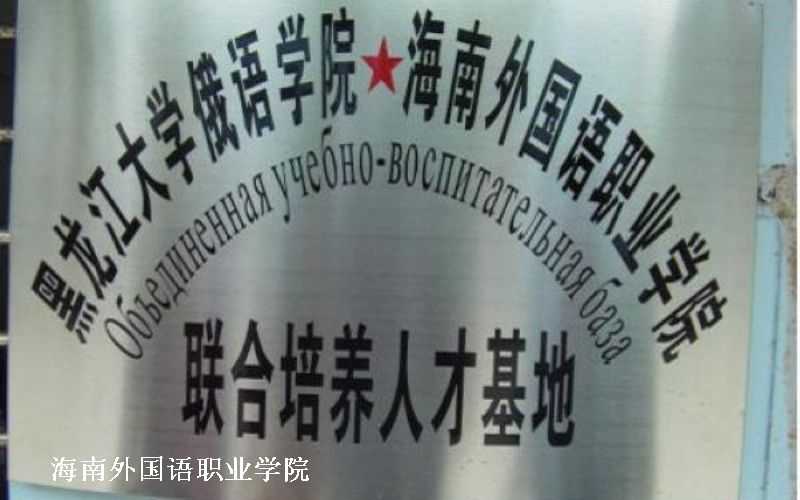 黑龙江大学俄语学院★海南外国语职业学院
Объединенная учебно-воспитательная база
联合培养人才基地
海南外国语职业学院